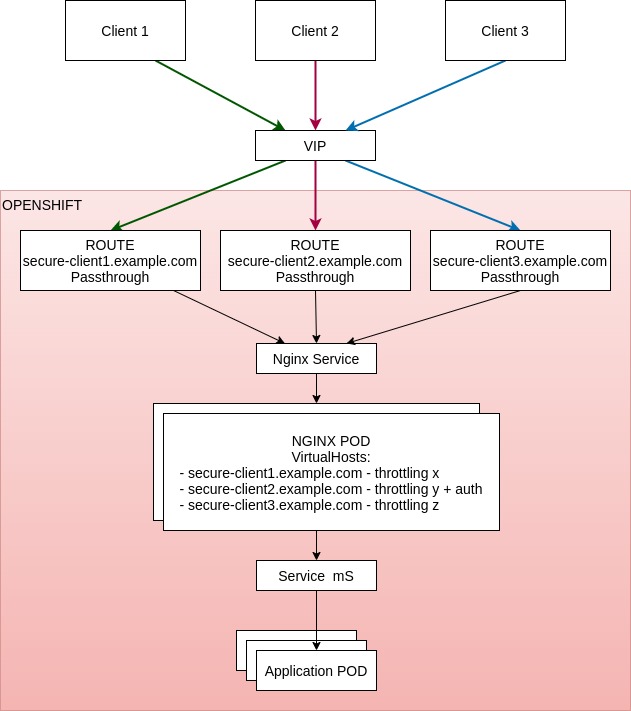 Client 1
Client 2
Client 3
VIP
OPENSHIFT
ROUTE
secure-client1.example.com
Passthrough
ROUTE
secure-client2.example.com
Passthrough
ROUTE
secure-client3.example.com
Passthrough
Nginx Service
NGINX POD
VirtualHosts:
- secure-client1.example.com - throttling x
- secure-client2.example.com - throttling y + auth
- secure-client3.example.com - throttling z
Service mS
Application POD